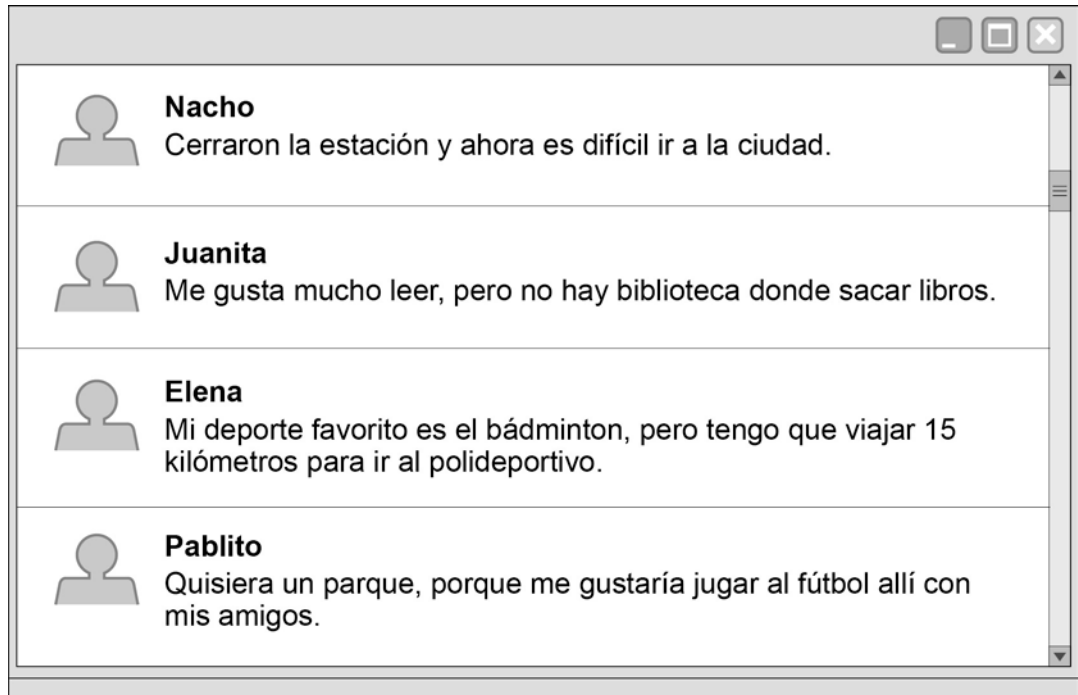 Nacho
Cerraron la estación y ahora es difícil ir a la ciudad.
Juanita
Me gusta mucho leer, pero no hay biblioteca donde sacar libros.
Elena
Mi deporte favorito es el bádminton, pero tengo que viajar 15
kilómetros para ir al polideportivo.
Pablito
Quisiera un parque, porque me gustaría jugar al fútbol allí con
mis amigos.